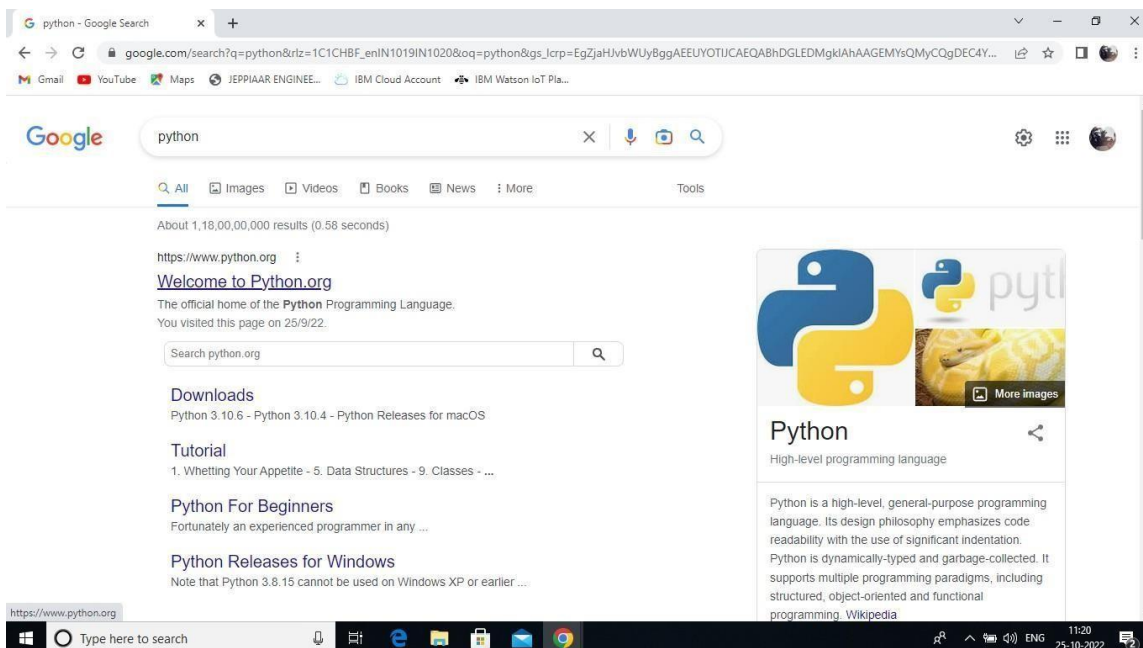 python - Google Search
google.com/search?q=python&rlz=1C1CHBF_enIN1019IN1020&oq=python&gs_lcrp=EgZjaHJvbWUyBggAEEUYOTIJCAEQABhDGLEDMgkIAhAAGEMYsQMyCQgDEC4Y...
Gmail YouTube Maps JEPPIAAR ENGINEE... IBM Cloud Account IBM Watson IoT Pla...
Google
python
All Images Videos Books News More Tools
About 1,18,00,00,000 results (0.58 seconds)
https://www.python.org
Welcome to Python.org
The official home of the Python Programming Language.
You visited this page on 25/9/22.
Search python.org
Downloads
Python 3.10.6 - Python 3.10.4 - Python Releases for macOS
Tutorial
1. Whetting Your Appetite - 5. Data Structures - 9. Classes - ...
Python For Beginners
Fortunately an experienced programmer in any ...
Python Releases for Windows
Note that Python 3.8.15 cannot be used on Windows XP or earlier ...
pyth
More images
Python
High-level programming language
Python is a high-level, general-purpose programming
language. Its design philosophy emphasizes code
readability with the use of significant indentation.
Python is dynamically-typed and garbage-collected. It
supports multiple programming paradigms, including
structured, object-oriented and functional
programming. Wikipedia
https://www.python.org
Type here to search
ENG
11:20
25-10-2022
2